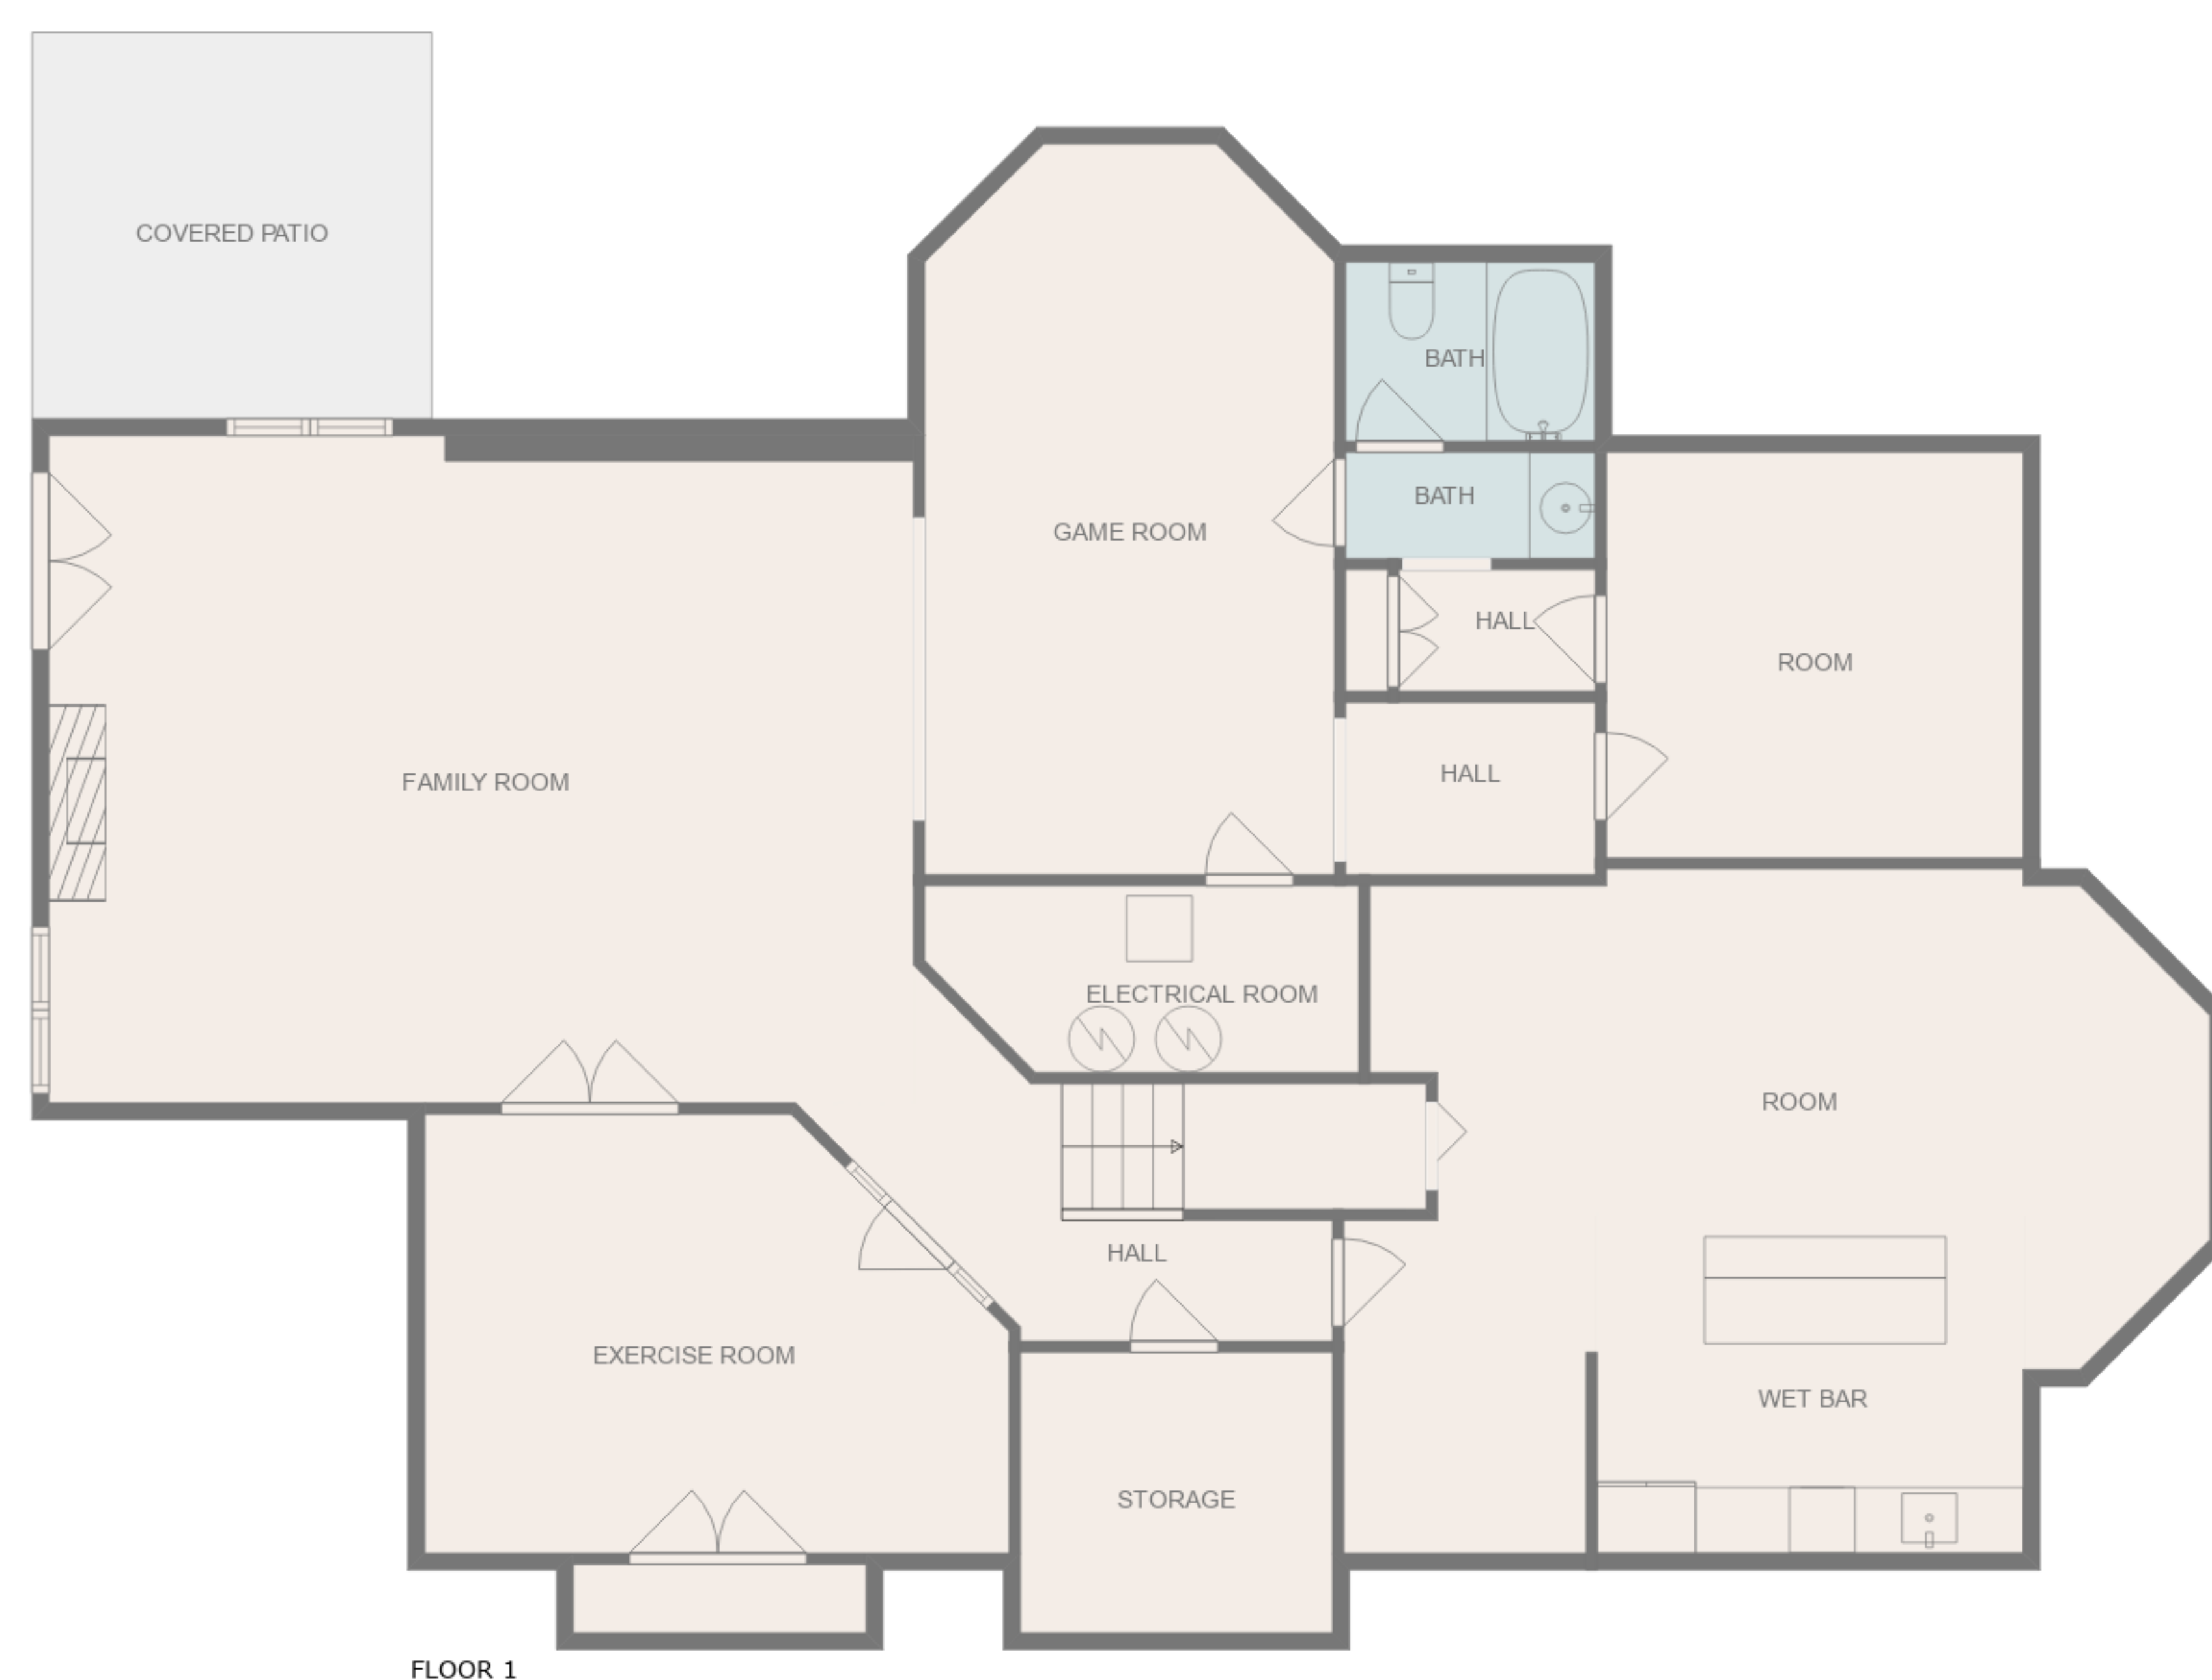 COVERED PATIO
BATH
BATH
GAME ROOM
HALL
ROOM
HALL
FAMILY ROOM
ELECTRICAL ROOM
ROOM
HALL
EXERCISE ROOM
WET BAR
STORAGE
FLOOR 1